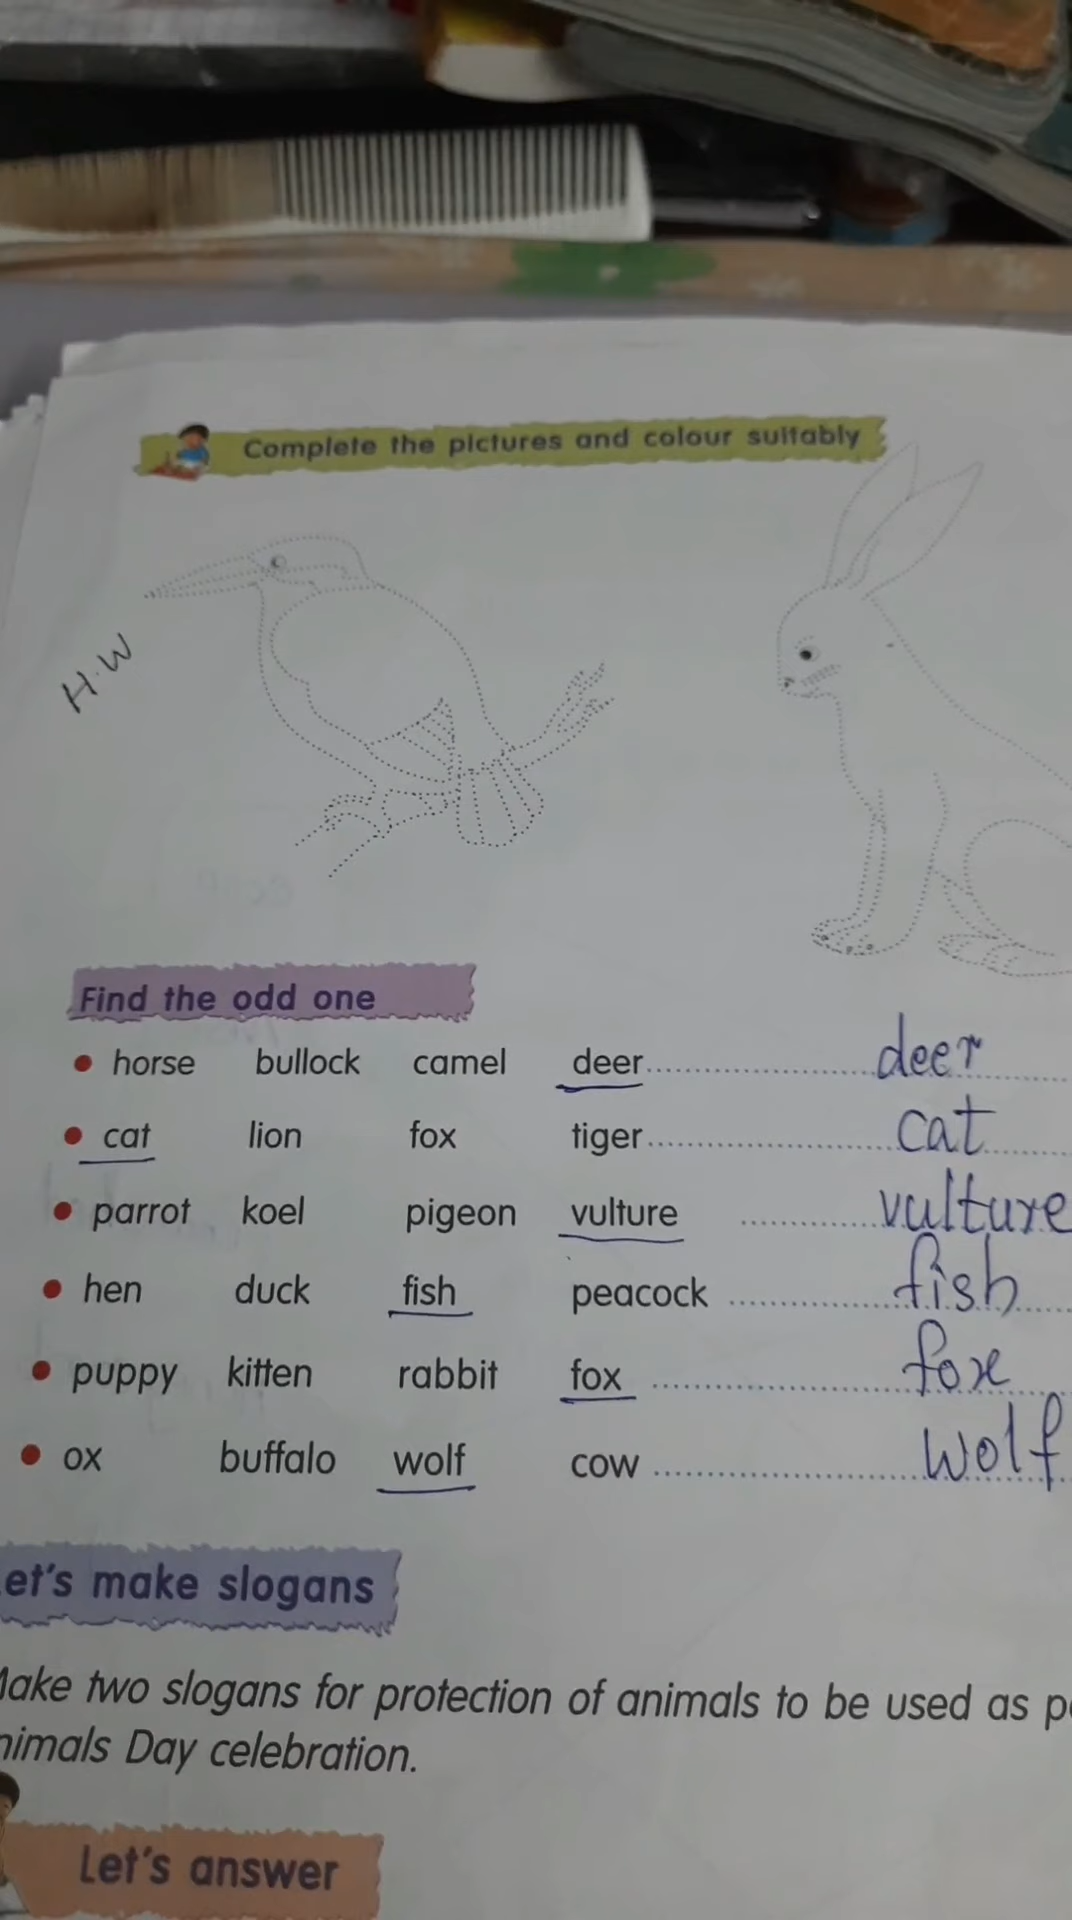 Complete the pictures and colour suitably
H.W
Find the odd one
• horse bullock camel deer.................... deer
• cat lion fox tiger.................... cat
• parrot koel pigeon vulture ............ vulture
• hen duck fish peacock ............ fish
• puppy kitten rabbit fox .................... fox
• ox buffalo wolf cow .................... wolf
et's make slogans
ake two slogans for protection of animals to be used as
nimals Day celebration.
Let's answer